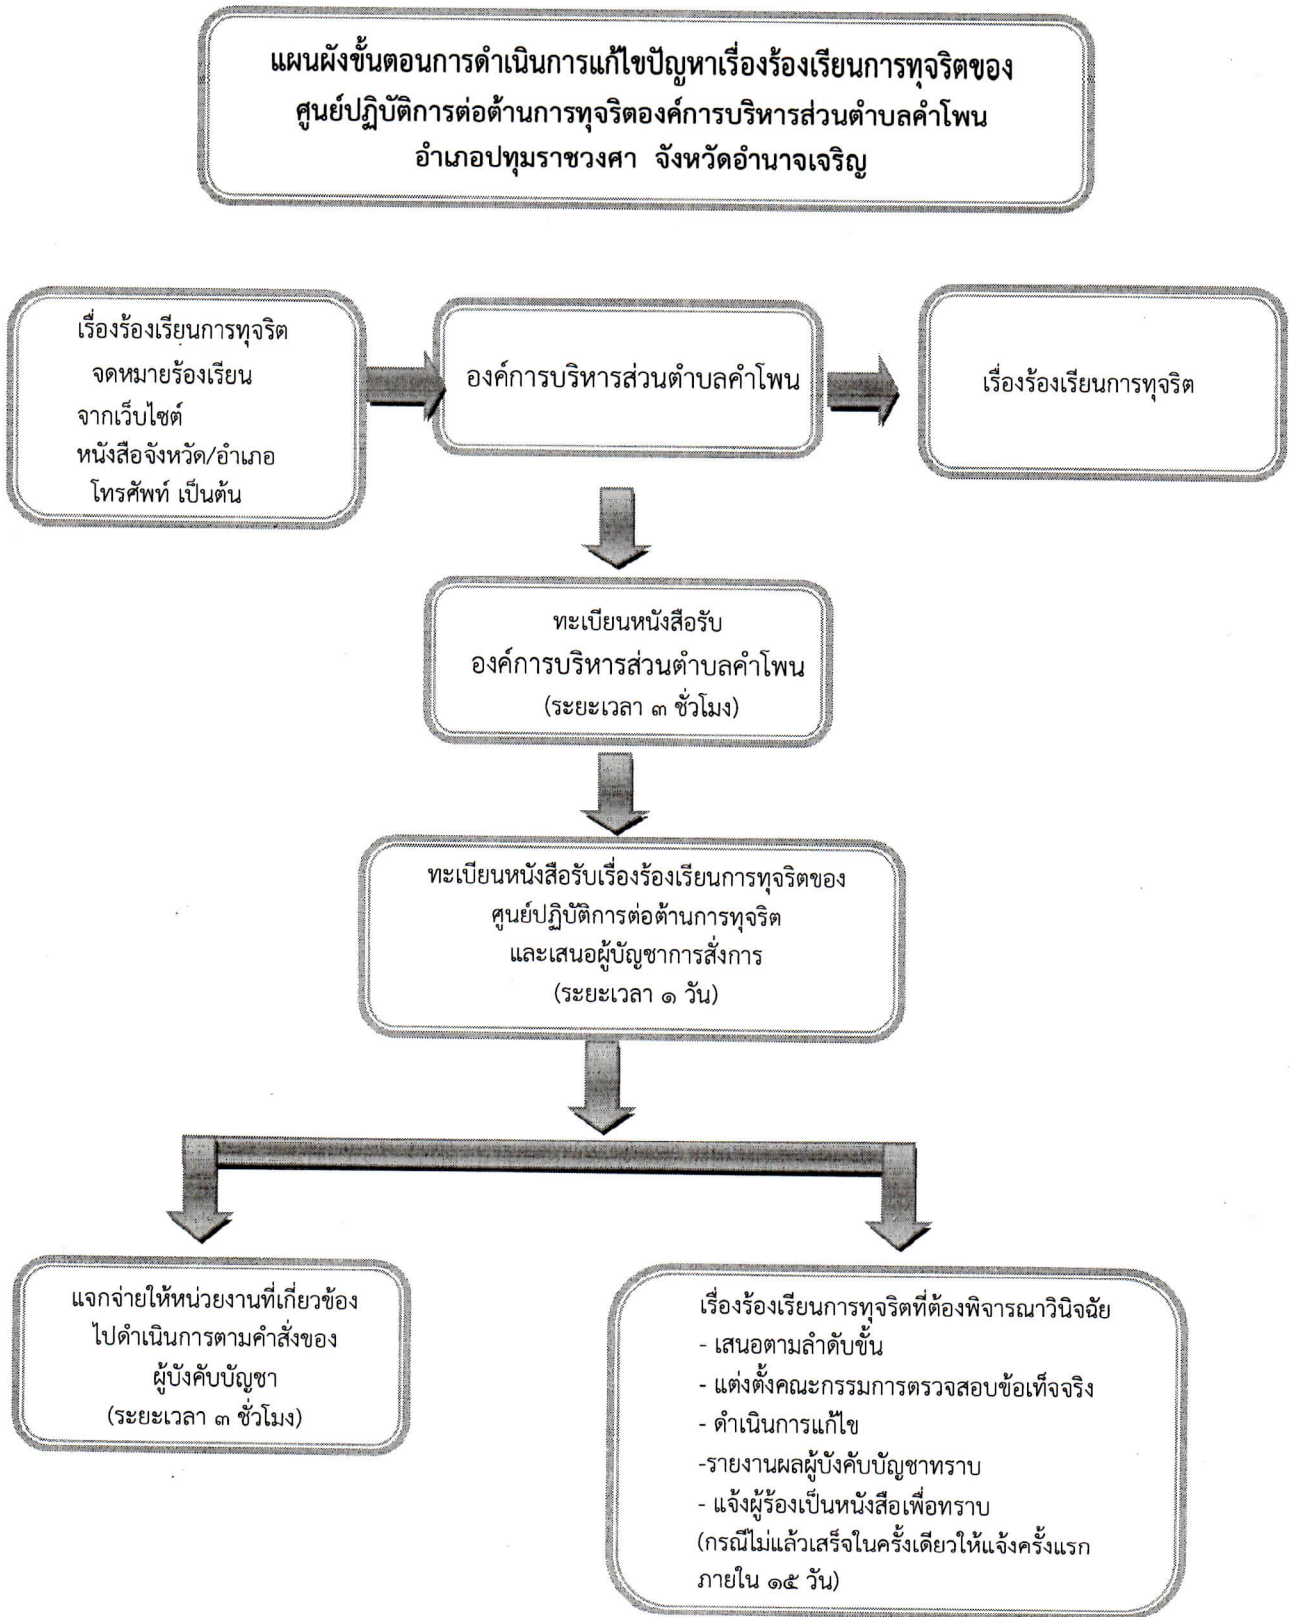 แผนผังขั้นตอนการดำเนินการแก้ไขปัญหาเรื่องร้องเรียนการทุจริตของ
ศูนย์ปฏิบัติการต่อต้านการทุจริตองค์การบริหารส่วนตำบลคำโพน
อำเภอปทุมราชวงศา จังหวัดอำนาจเจริญ
เรื่องร้องเรียนการทุจริต
จดหมายร้องเรียน
จากเว็บไซต์
หนังสือจังหวัด/อำเภอ
โทรศัพท์ เป็นต้น
องค์การบริหารส่วนตำบลคำโพน
เรื่องร้องเรียนการทุจริต
ทะเบียนหนังสือรับ
องค์การบริหารส่วนตำบลคำโพน
(ระยะเวลา ๓ ชั่วโมง)
ทะเบียนหนังสือรับเรื่องร้องเรียนการทุจริตของ
ศูนย์ปฏิบัติการต่อต้านการทุจริต
และเสนอผู้บัญชาการสั่งการ
(ระยะเวลา ๑ วัน)
แจกจ่ายให้หน่วยงานที่เกี่ยวข้อง
ไปดำเนินการตามคำสั่งของ
ผู้บังคับบัญชา
(ระยะเวลา ๓ ชั่วโมง)
เรื่องร้องเรียนการทุจริตที่ต้องพิจารณาวินิจฉัย
- เสนอตามลำดับขั้น
- แต่งตั้งคณะกรรมการตรวจสอบข้อเท็จจริง
- ดำเนินการแก้ไข
-รายงานผลผู้บังคับบัญชาทราบ
- แจ้งผู้ร้องเป็นหนังสือเพื่อทราบ
(กรณีไม่แล้วเสร็จในครั้งเดียวให้แจ้งครั้งแรก
ภายใน ๑๕ วัน)